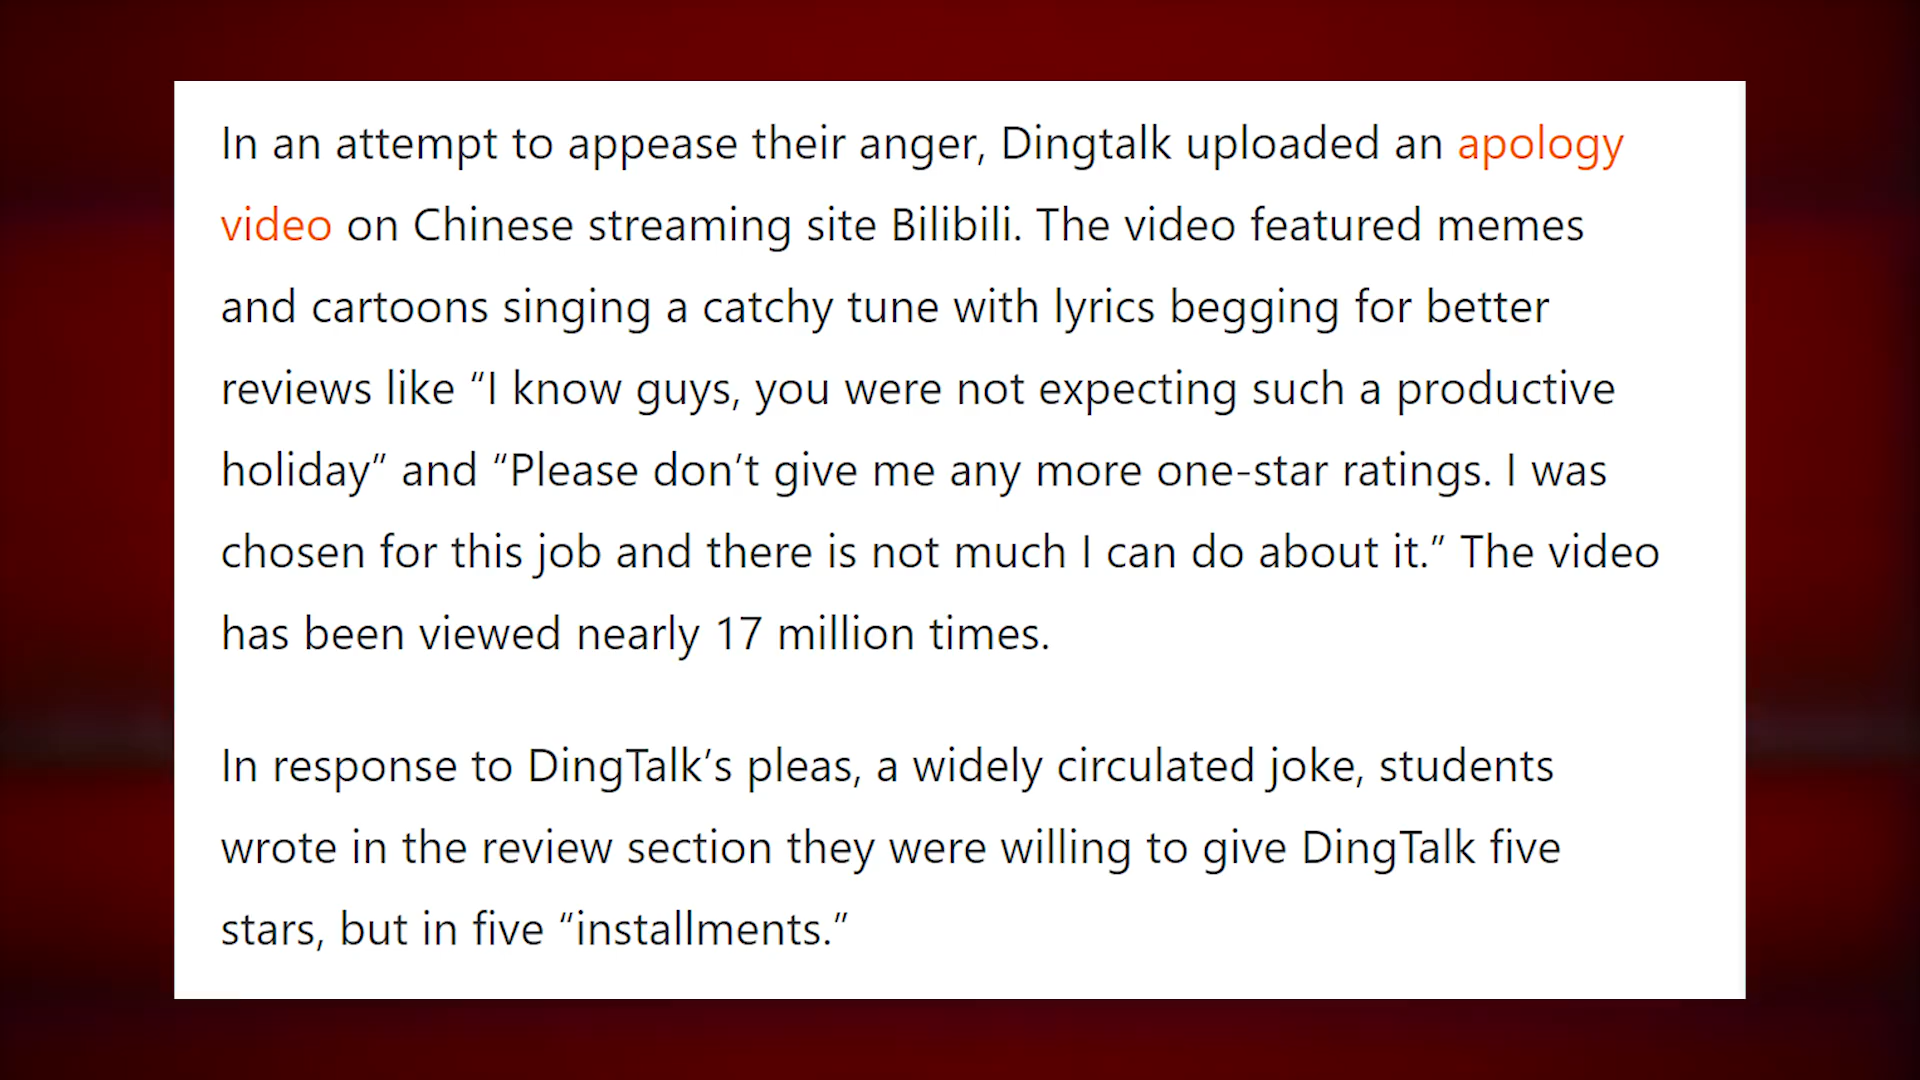 In an attempt to appease their anger, Dingtalk uploaded an apology
video on Chinese streaming site Bilibili. The video featured memes
and cartoons singing a catchy tune with lyrics begging for better
reviews like “I know guys, you were not expecting such a productive
holiday” and “Please don’t give me any more one-star ratings. I was
chosen for this job and there is not much I can do about it.” The video
has been viewed nearly 17 million times.
In response to DingTalk’s pleas, a widely circulated joke, students
wrote in the review section they were willing to give DingTalk five
stars, but in five “installments.”